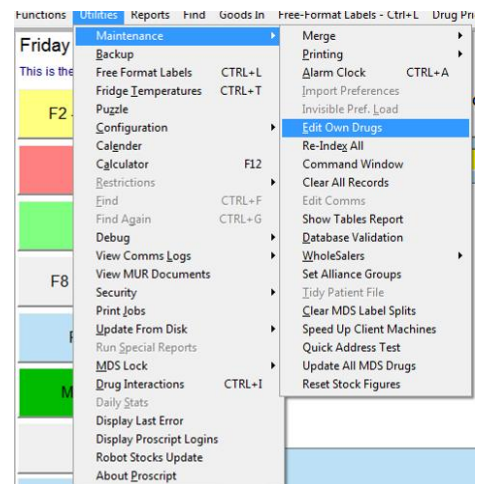 Functions Utilities Reports Find Goods In Free-Format Labels - Ctrl+L Drug
Friday
This is the
F2
F8
M
Maintenance
Backup
Free Format Labels CTRL+L
Fridge Temperatures CTRL+T
Puzzle
Configuration
Calender
Calculator F12
Restrictions
Find CTRL+F
Find Again CTRL+G
Debug
View Comms Logs
View MUR Documents
Security
Print Jobs
Update From Disk
Run Special Reports
MDS Lock
Drug Interactions CTRL+I
Daily Stats
Display Last Error
Display Proscript Logins
Robot Stocks Update
About Proscript
Merge
Printing
Alarm Clock CTRL+A
Import Preferences
Invisible Pref. Load
Edit Own Drugs
Re-Index All
Command Window
Clear All Records
Edit Comms
Show Tables Report
Database Validation
WholeSalers
Set Alliance Groups
Tidy Patient File
Clear MDS Label Splits
Speed Up Client Machines
Quick Address Test
Update All MDS Drugs
Reset Stock Figures